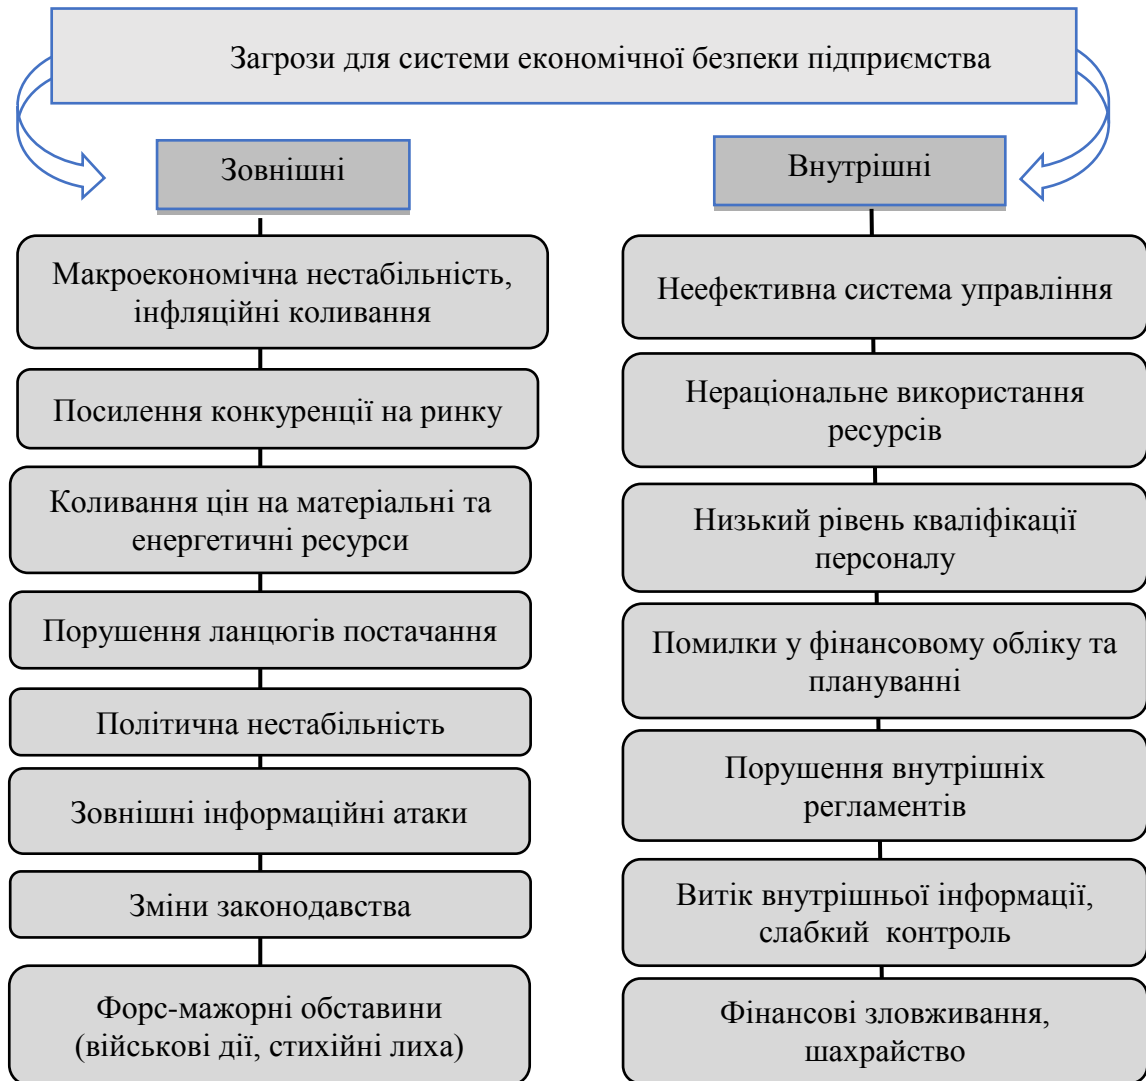 Загрози для системи економічної безпеки підприємства
Зовнішні
Макроекономічна нестабільність,
інфляційні коливання
Посилення конкуренції на ринку
Коливання цін на матеріальні та
енергетичні ресурси
Порушення ланцюгів постачання
Політична нестабільність
Зовнішні інформаційні атаки
Зміни законодавства
Форс-мажорні обставини
(військові дії, стихійні лиха)
Внутрішні
Неефективна система управління
Нераціональне використання
ресурсів
Низький рівень кваліфікації
персоналу
Помилки у фінансовому обліку та
плануванні
Порушення внутрішніх
регламентів
Витік внутрішньої інформації,
слабкий контроль
Фінансові зловживання,
шахрайство